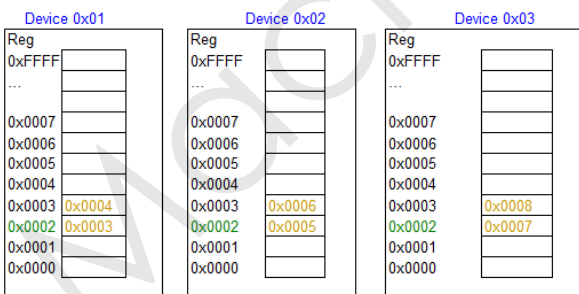 Device 0x01 Device 0x02 Device 0x03
Reg Reg Reg
0xFFFF 0xFFFF 0xFFFF
... ... ...
0x0007 0x0007 0x0007
0x0006 0x0006 0x0006
0x0005 0x0005 0x0005
0x0004 0x0004 0x0004
0x0003 0x0004 0x0003 0x0006 0x0003 0x0008
0x0002 0x0003 0x0002 0x0005 0x0002 0x0007
0x0001 0x0001 0x0001
0x0000 0x0000 0x0000